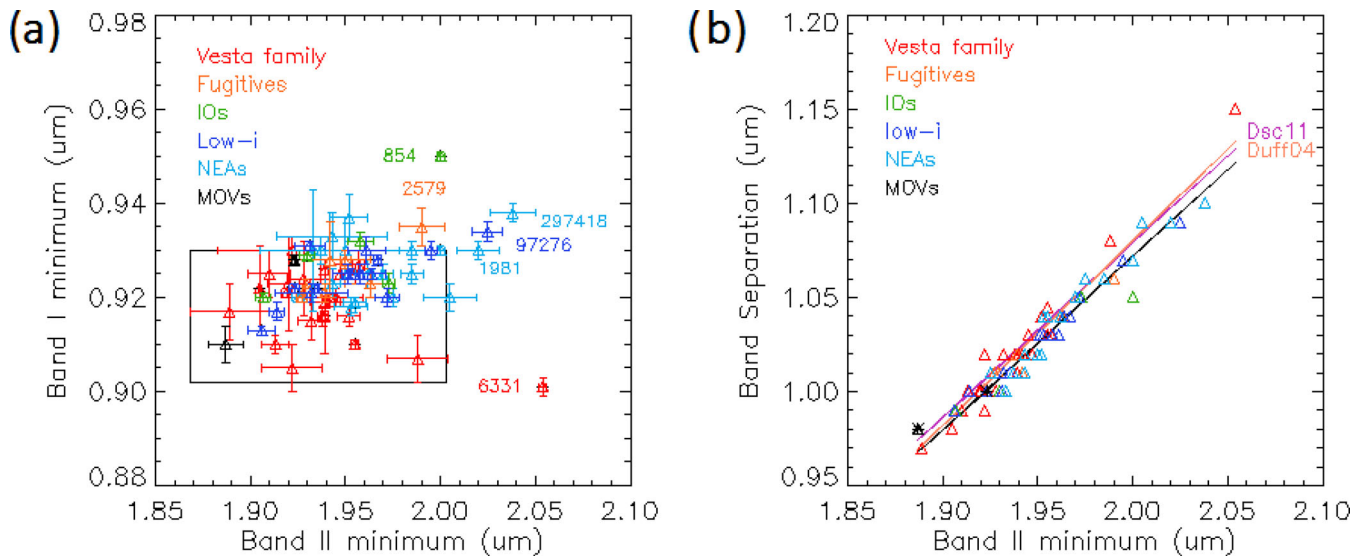 (a)
0.98
0.96
0.94
0.92
0.90
0.88
Band I minimum (um)
Vesta family
Fugitives
IOs
Low-i
NEAs
MOVs
854
2579
297418
97276
1981
6331
1.85 1.90 1.95 2.00 2.05 2.10
Band II minimum (um)
(b)
1.20
1.15
1.10
1.05
1.00
0.95
Band Separation (um)
Vesta family
Fugitives
IOs
low-i
NEAs
MOVs
Dsc11
Duff04
1.85 1.90 1.95 2.00 2.05 2.10
Band II minimum (um)